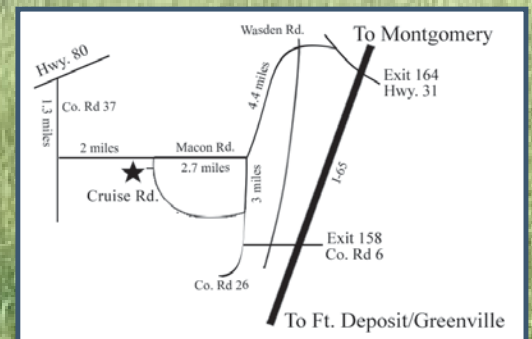 Wasden Rd.
To Montgomery
Hwy. 80
Exit 164
Hwy. 31
4.4 miles
Co. Rd 37
1.3 miles
2 miles
Macon Rd.
2.7 miles
3 miles
I-65
Cruise Rd.
Exit 158
Co. Rd 6
Co. Rd 26
To Ft. Deposit/Greenville